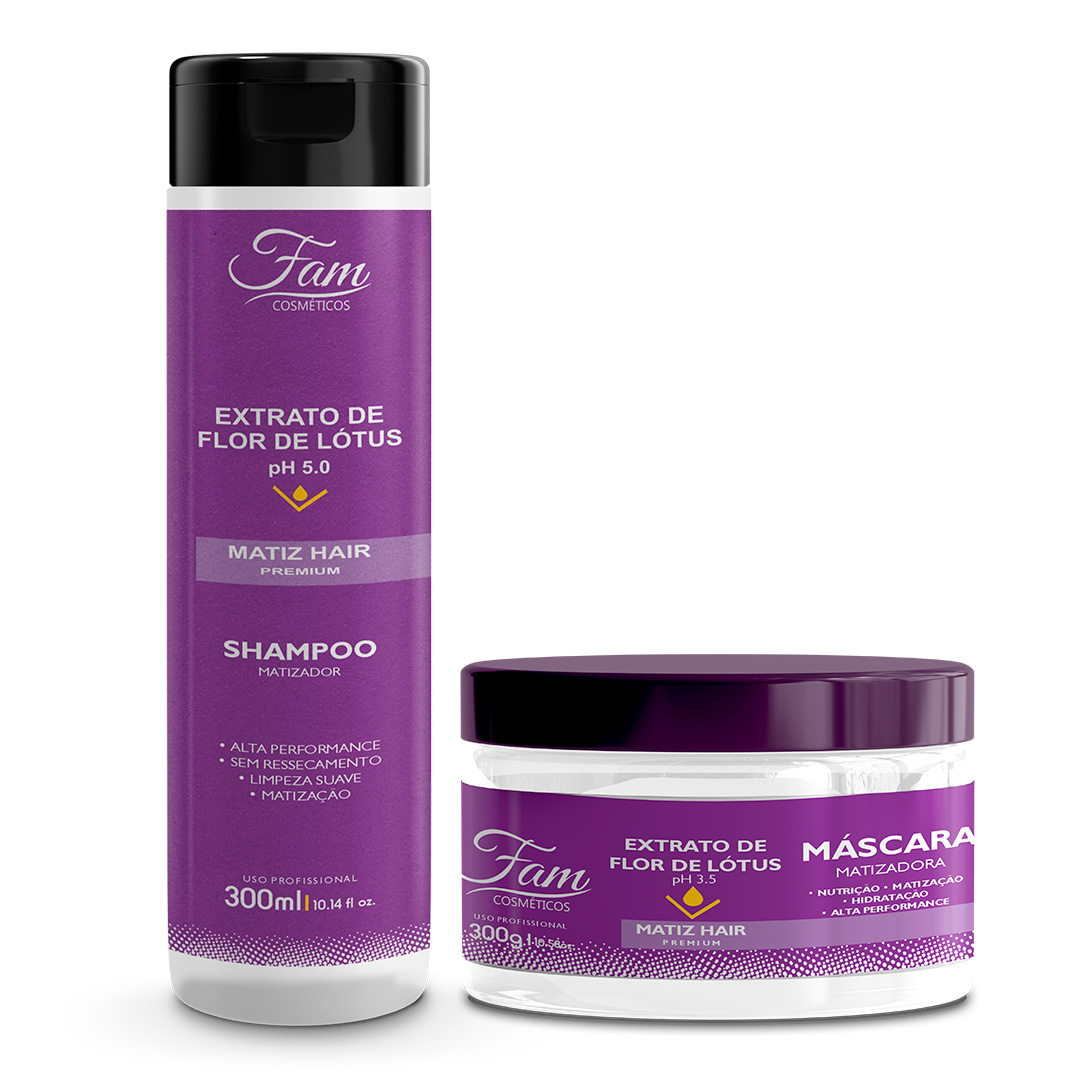 Fam
COSMÉTICOS
EXTRATO DE
FLOR DE LÓTUS
pH 5.0
MATIZ HAIR
PREMIUM
SHAMPOO
MATIZADOR
• ALTA PERFORMANCE
• SEM RESSECAMENTO
• LIMPEZA SUAVE
• MATIZAÇÃO
USO PROFISSIONAL
300ml | 10.14 fl oz.
Fam
COSMÉTICOS
USO PROFISSIONAL
300g | 10.58oz.
EXTRATO DE
FLOR DE LÓTUS
pH 3.5
MATIZ HAIR
PREMIUM
MÁSCARA
MATIZADORA
• NUTRIÇÃO • MATIZAÇÃO
• HIDRATAÇÃO
• ALTA PERFORMANCE